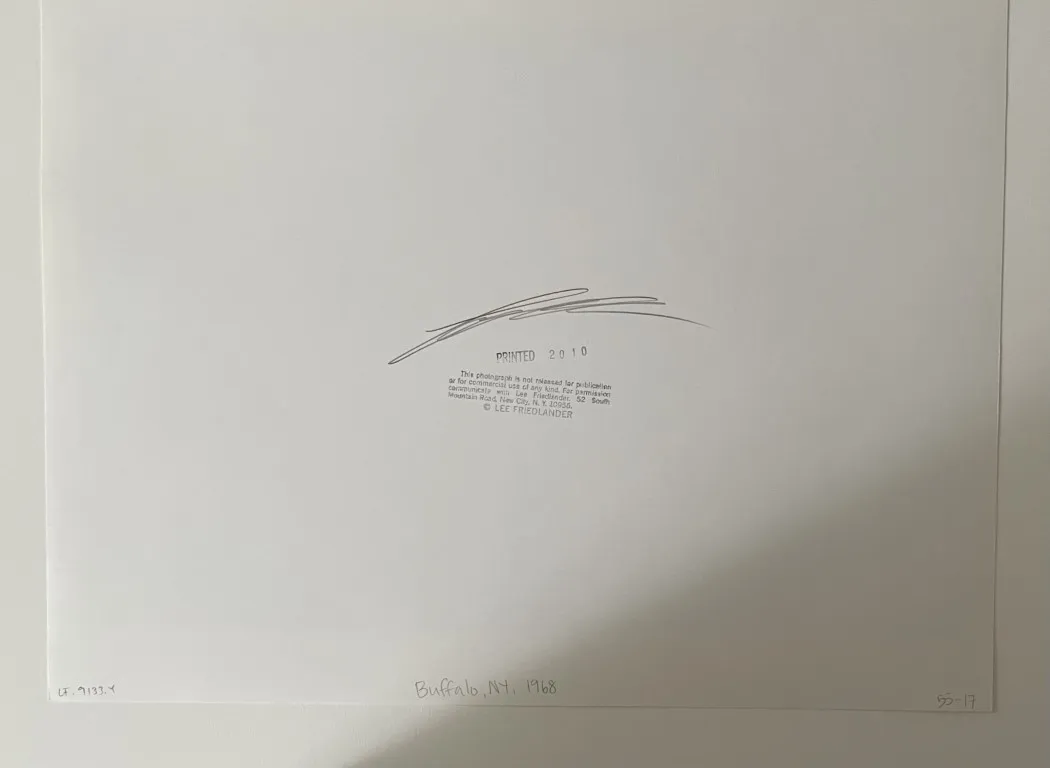 PRINTED 2010
This photograph is not released for publication
or for commercial use of any kind. For permission
communicate with Lee Friedlander, 52 South
Mountain Road, New City, N. Y. 10956.
© LEE FRIEDLANDER
LF. 9133.Y
Buffalo, NY. 1968
55-17